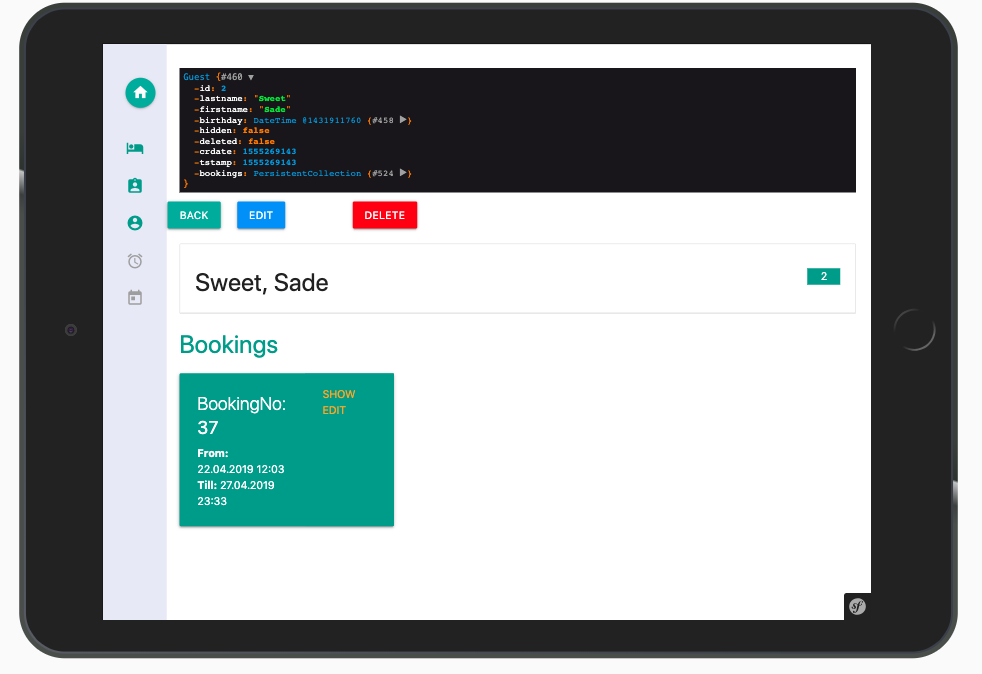 Guest {#460 ▼
-id: 2
-lastname: "Sweet"
-firstname: "Sade"
-birthday: DateTime @1431911760 {#458 ▶}
-hidden: false
-deleted: false
-crdate: 1555269143
-tstamp: 1555269143
-bookings: PersistentCollection {#524 ▶}
}
BACK EDIT DELETE
Sweet, Sade 2
Bookings
BookingNo: SHOW
37 EDIT
From:
22.04.2019 12:03
Till: 27.04.2019
23:33
sf